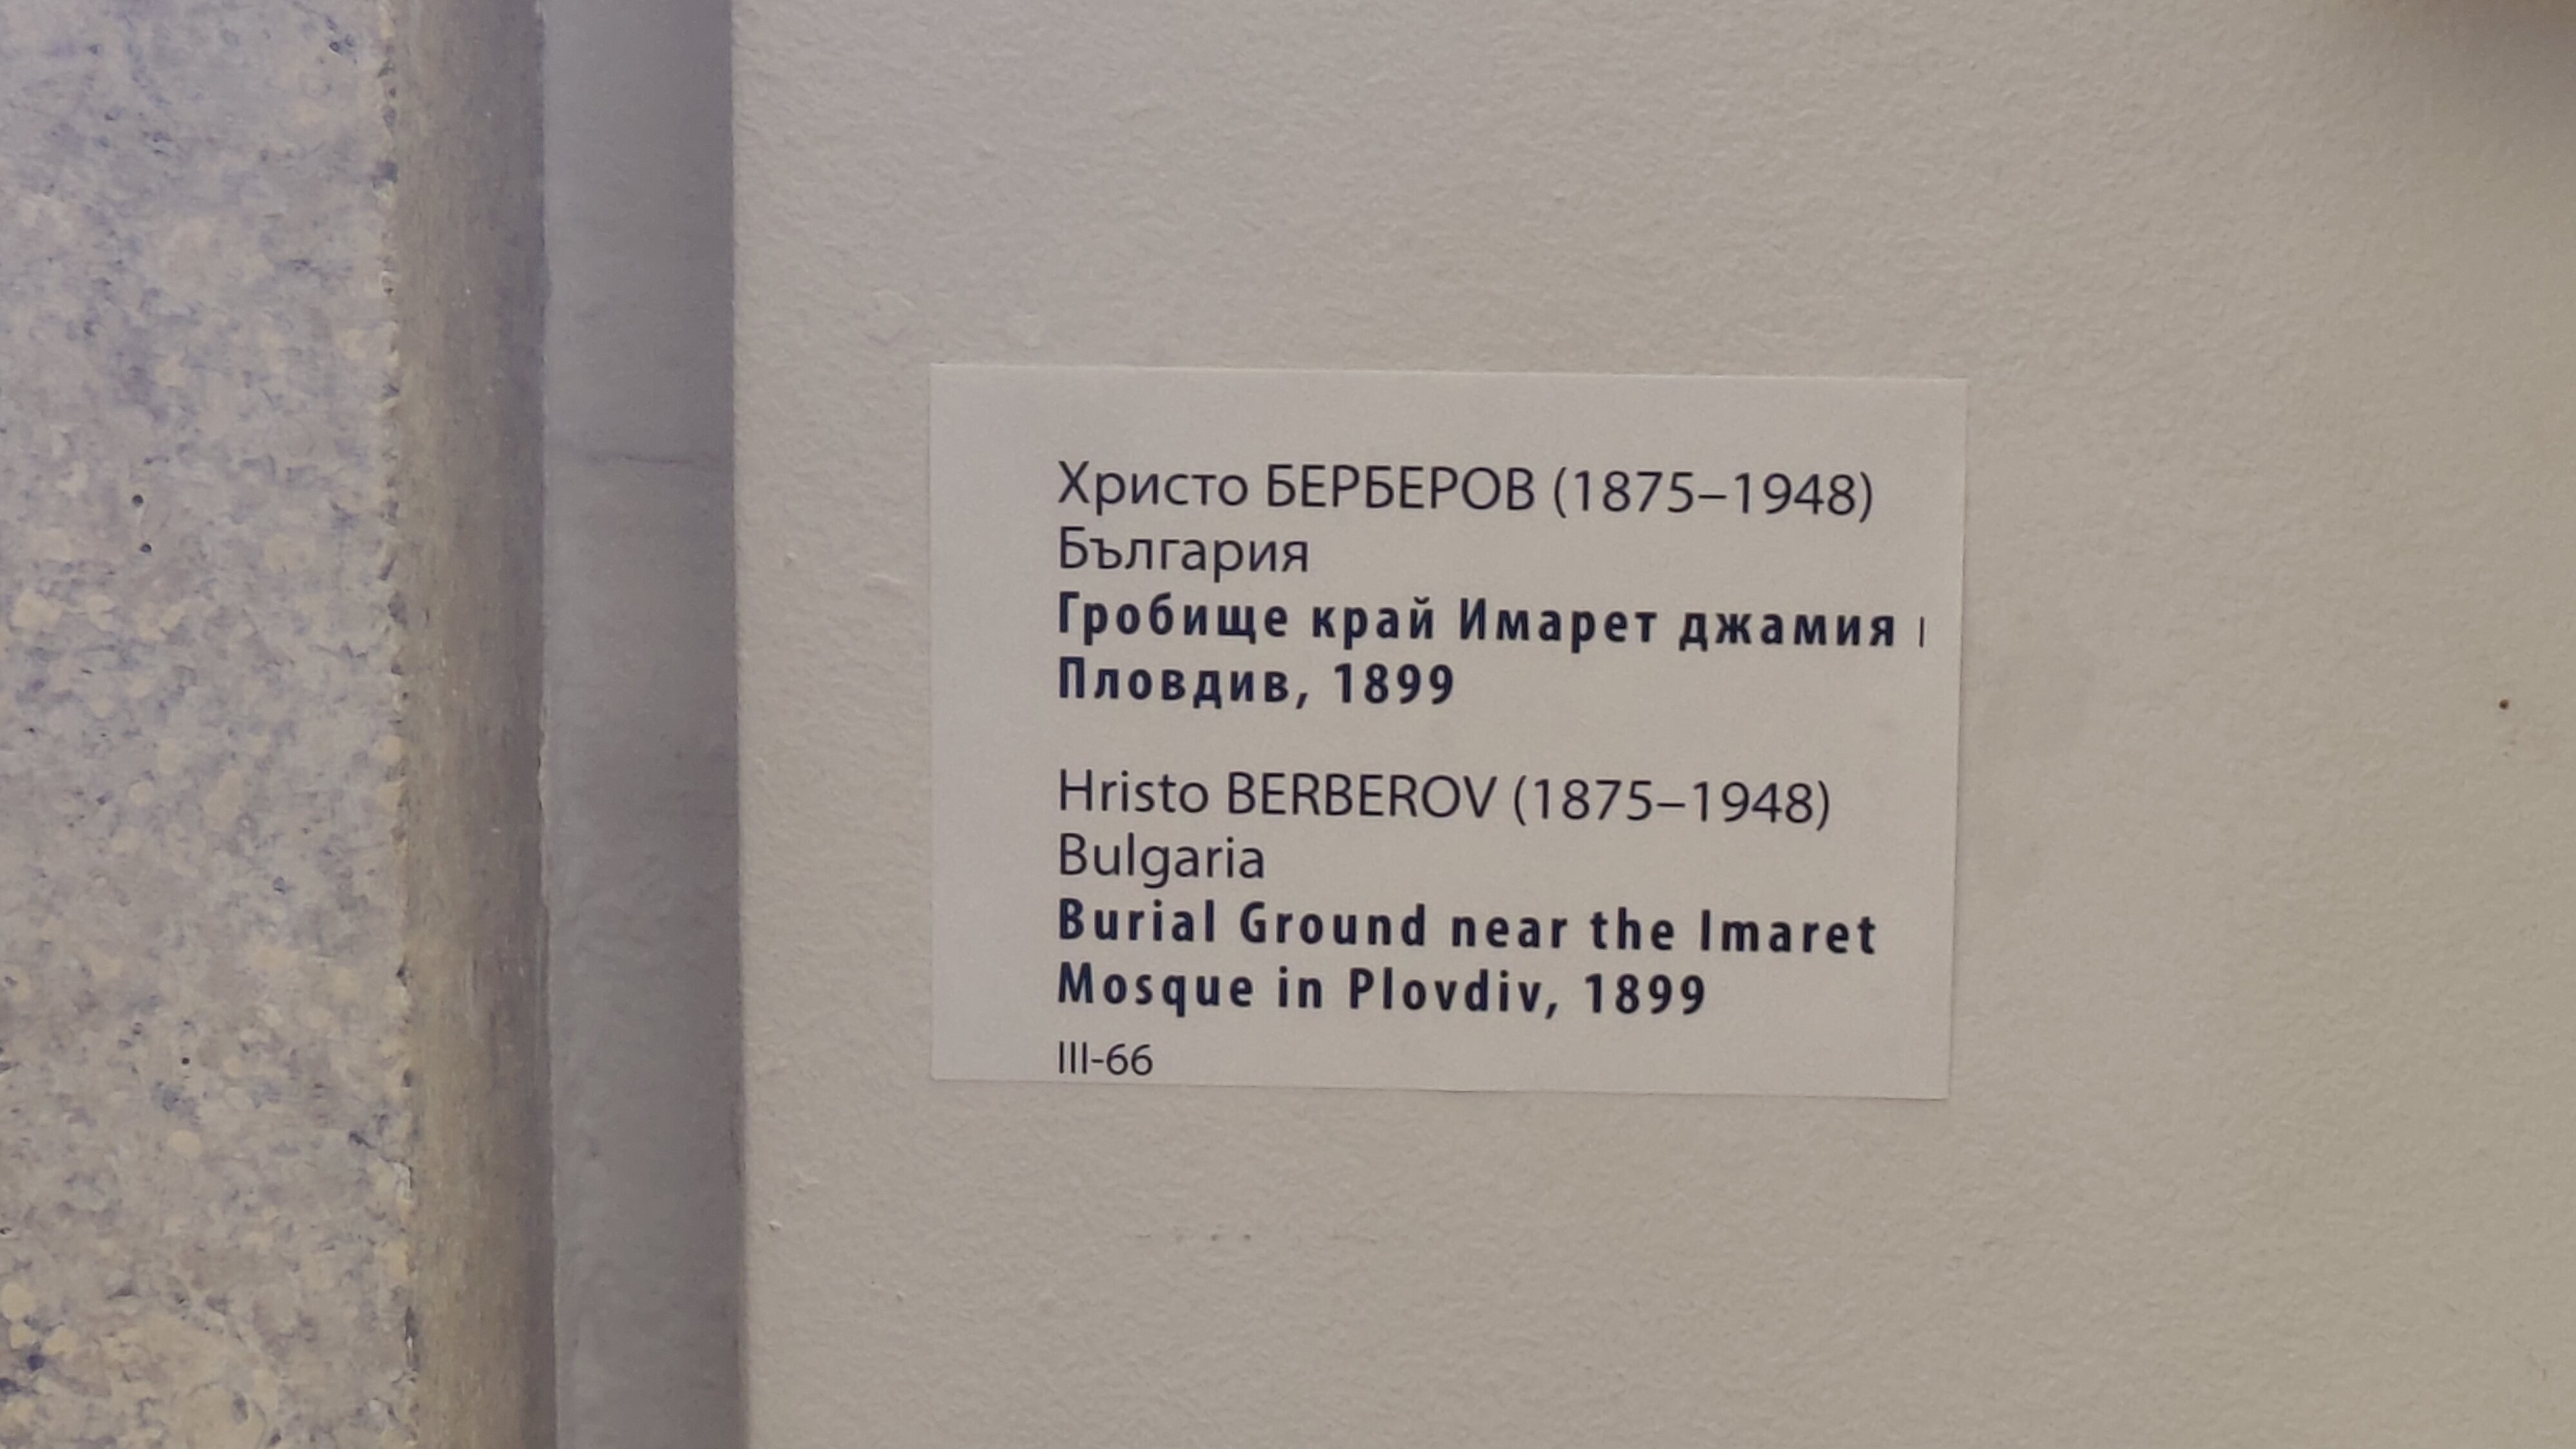 Христо БЕРБЕРОВ (1875–1948)
България
Гробище край Имарет джамия
Пловдив, 1899
Hristo BERBEROV (1875–1948)
Bulgaria
Burial Ground near the Imaret
Mosque in Plovdiv, 1899
III-66